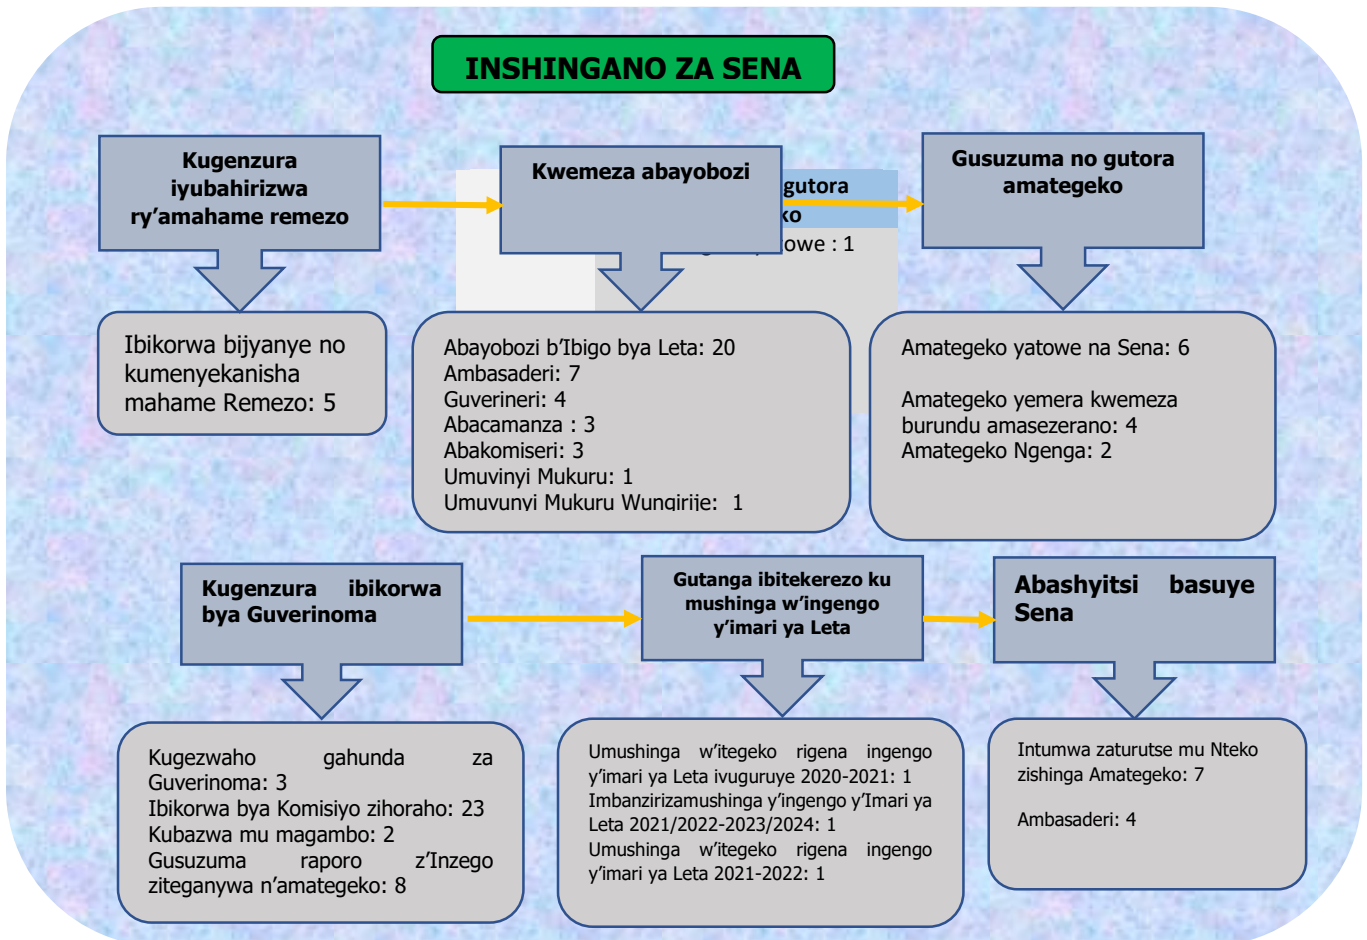 INSHINGANO ZA SENA
Kugenzura
iyubahirizwa
ry’amahame remezo
Kwemeza abayobozi
gutora
ko
owe : 1
Gusuzuma no gutora
amategeko
Ibikorwa bijyanye no
kumenyekanisha
mahame Remezo: 5
Abayobozi b’Ibigo bya Leta: 20
Ambasaderi: 7
Guverineri: 4
Abacamanza : 3
Abakomiseri: 3
Umuvinyi Mukuru: 1
Umuvunyi Mukuru Wungirije: 1
Amategeko yatowe na Sena: 6
Amategeko yemera kwemeza
burundu amasezerano: 4
Amategeko Ngenga: 2
Kugenzura ibikorwa
bya Guverinoma
Gutanga ibitekerezo ku
mushinga w’ingengo
y’imari ya Leta
Abashyitsi basuye
Sena
Kugezwaho gahunda za
Guverinoma: 3
Ibikorwa bya Komisiyo zihoraho: 23
Kubazwa mu magambo: 2
Gusuzuma raporo z’Inzego
ziteganywa n’amategeko: 8
Umushinga w’itegeko rigena ingengo
y’imari ya Leta ivuguruye 2020-2021: 1
Imbanzirizamushinga y’ingengo y’Imari ya
Leta 2021/2022-2023/2024: 1
Umushinga w’itegeko rigena ingengo
y’imari ya Leta 2021-2022: 1
Intumwa zaturutse mu Nteko
zishinga Amategeko: 7
Ambasaderi: 4